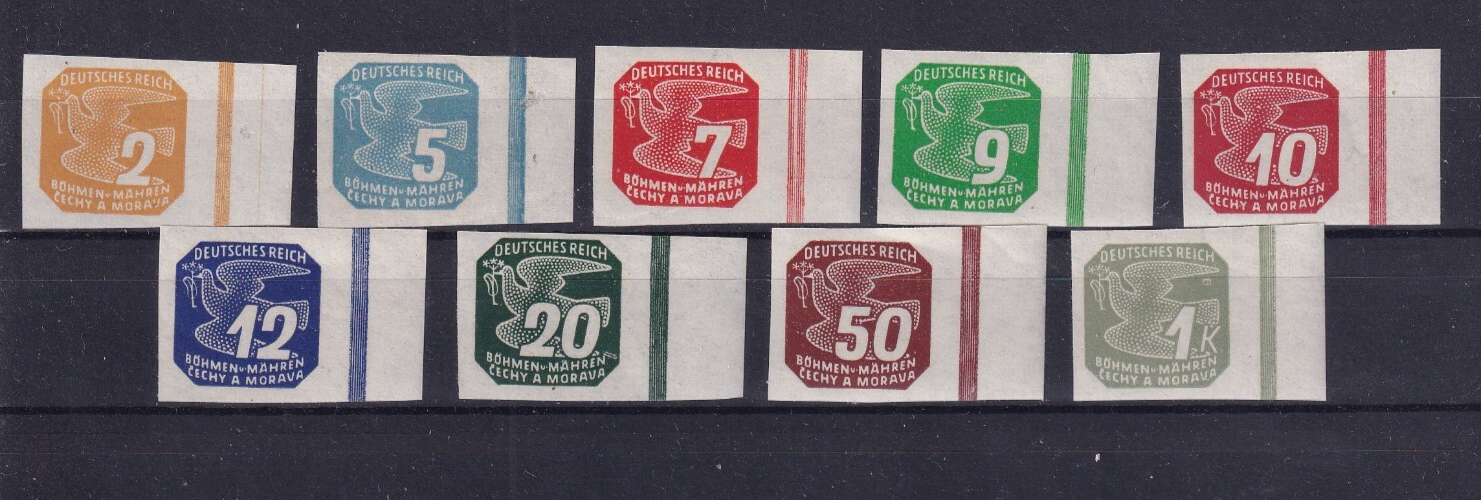 DEUTSCHES REICH
2
BÖHMEN u. MÄHREN
ČECHY A MORAVA
DEUTSCHES REICH
5
BÖHMEN u. MÄHREN
ČECHY A MORAVA
DEUTSCHES REICH
7
BÖHMEN u. MÄHREN
ČECHY A MORAVA
DEUTSCHES REICH
9
BÖHMEN u. MÄHREN
ČECHY A MORAVA
DEUTSCHES REICH
10
BÖHMEN u. MÄHREN
ČECHY A MORAVA
DEUTSCHES REICH
12
BÖHMEN u. MÄHREN
ČECHY A MORAVA
DEUTSCHES REICH
20
BÖHMEN u. MÄHREN
ČECHY A MORAVA
DEUTSCHES REICH
50
BÖHMEN u. MÄHREN
ČECHY A MORAVA
DEUTSCHES REICH
1 K
BÖHMEN u. MÄHREN
ČECHY A MORAVA